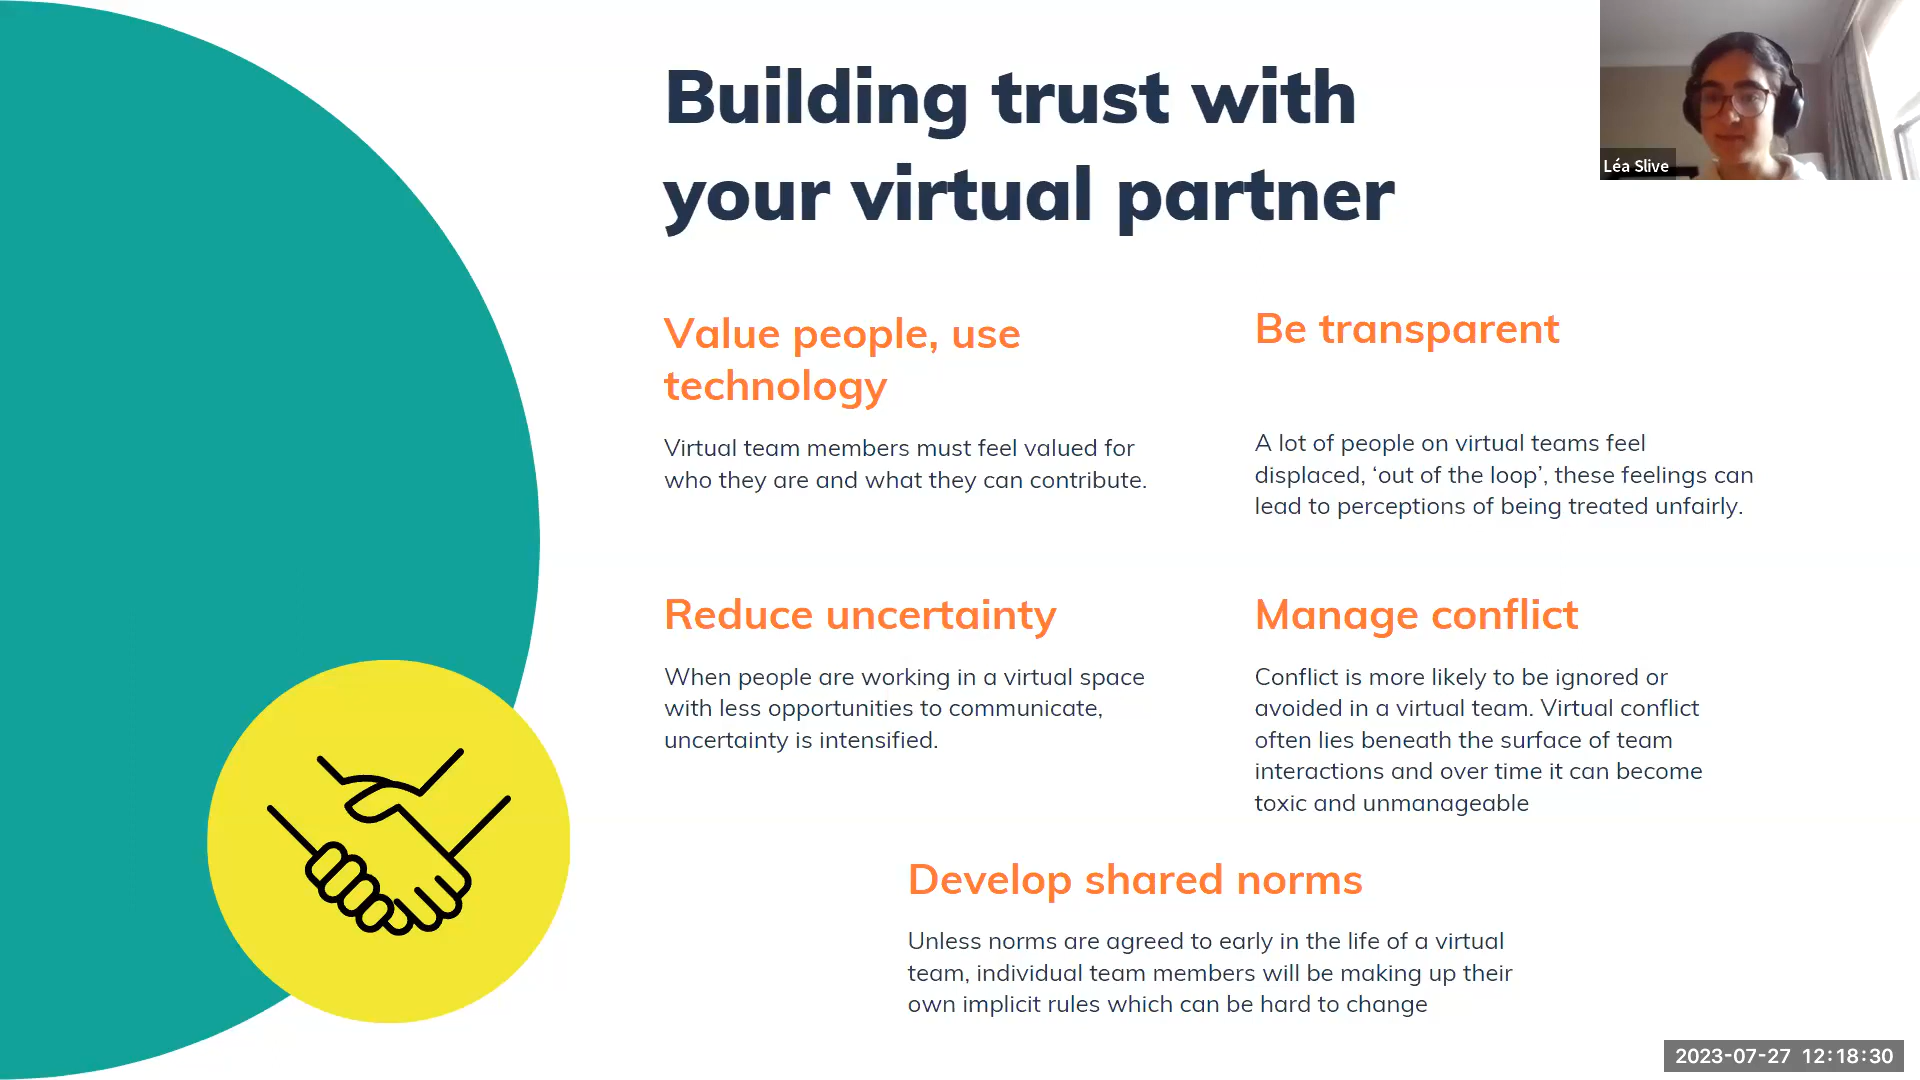 Building trust with
your virtual partner
Léa Slive
Value people, use
technology
Virtual team members must feel valued for
who they are and what they can contribute.
Be transparent
A lot of people on virtual teams feel
displaced, ‘out of the loop’, these feelings can
lead to perceptions of being treated unfairly.
Reduce uncertainty
When people are working in a virtual space
with less opportunities to communicate,
uncertainty is intensified.
Manage conflict
Conflict is more likely to be ignored or
avoided in a virtual team. Virtual conflict
often lies beneath the surface of team
interactions and over time it can become
toxic and unmanageable
Develop shared norms
Unless norms are agreed to early in the life of a virtual
team, individual team members will be making up their
own implicit rules which can be hard to change
2023-07-27 12:18:30